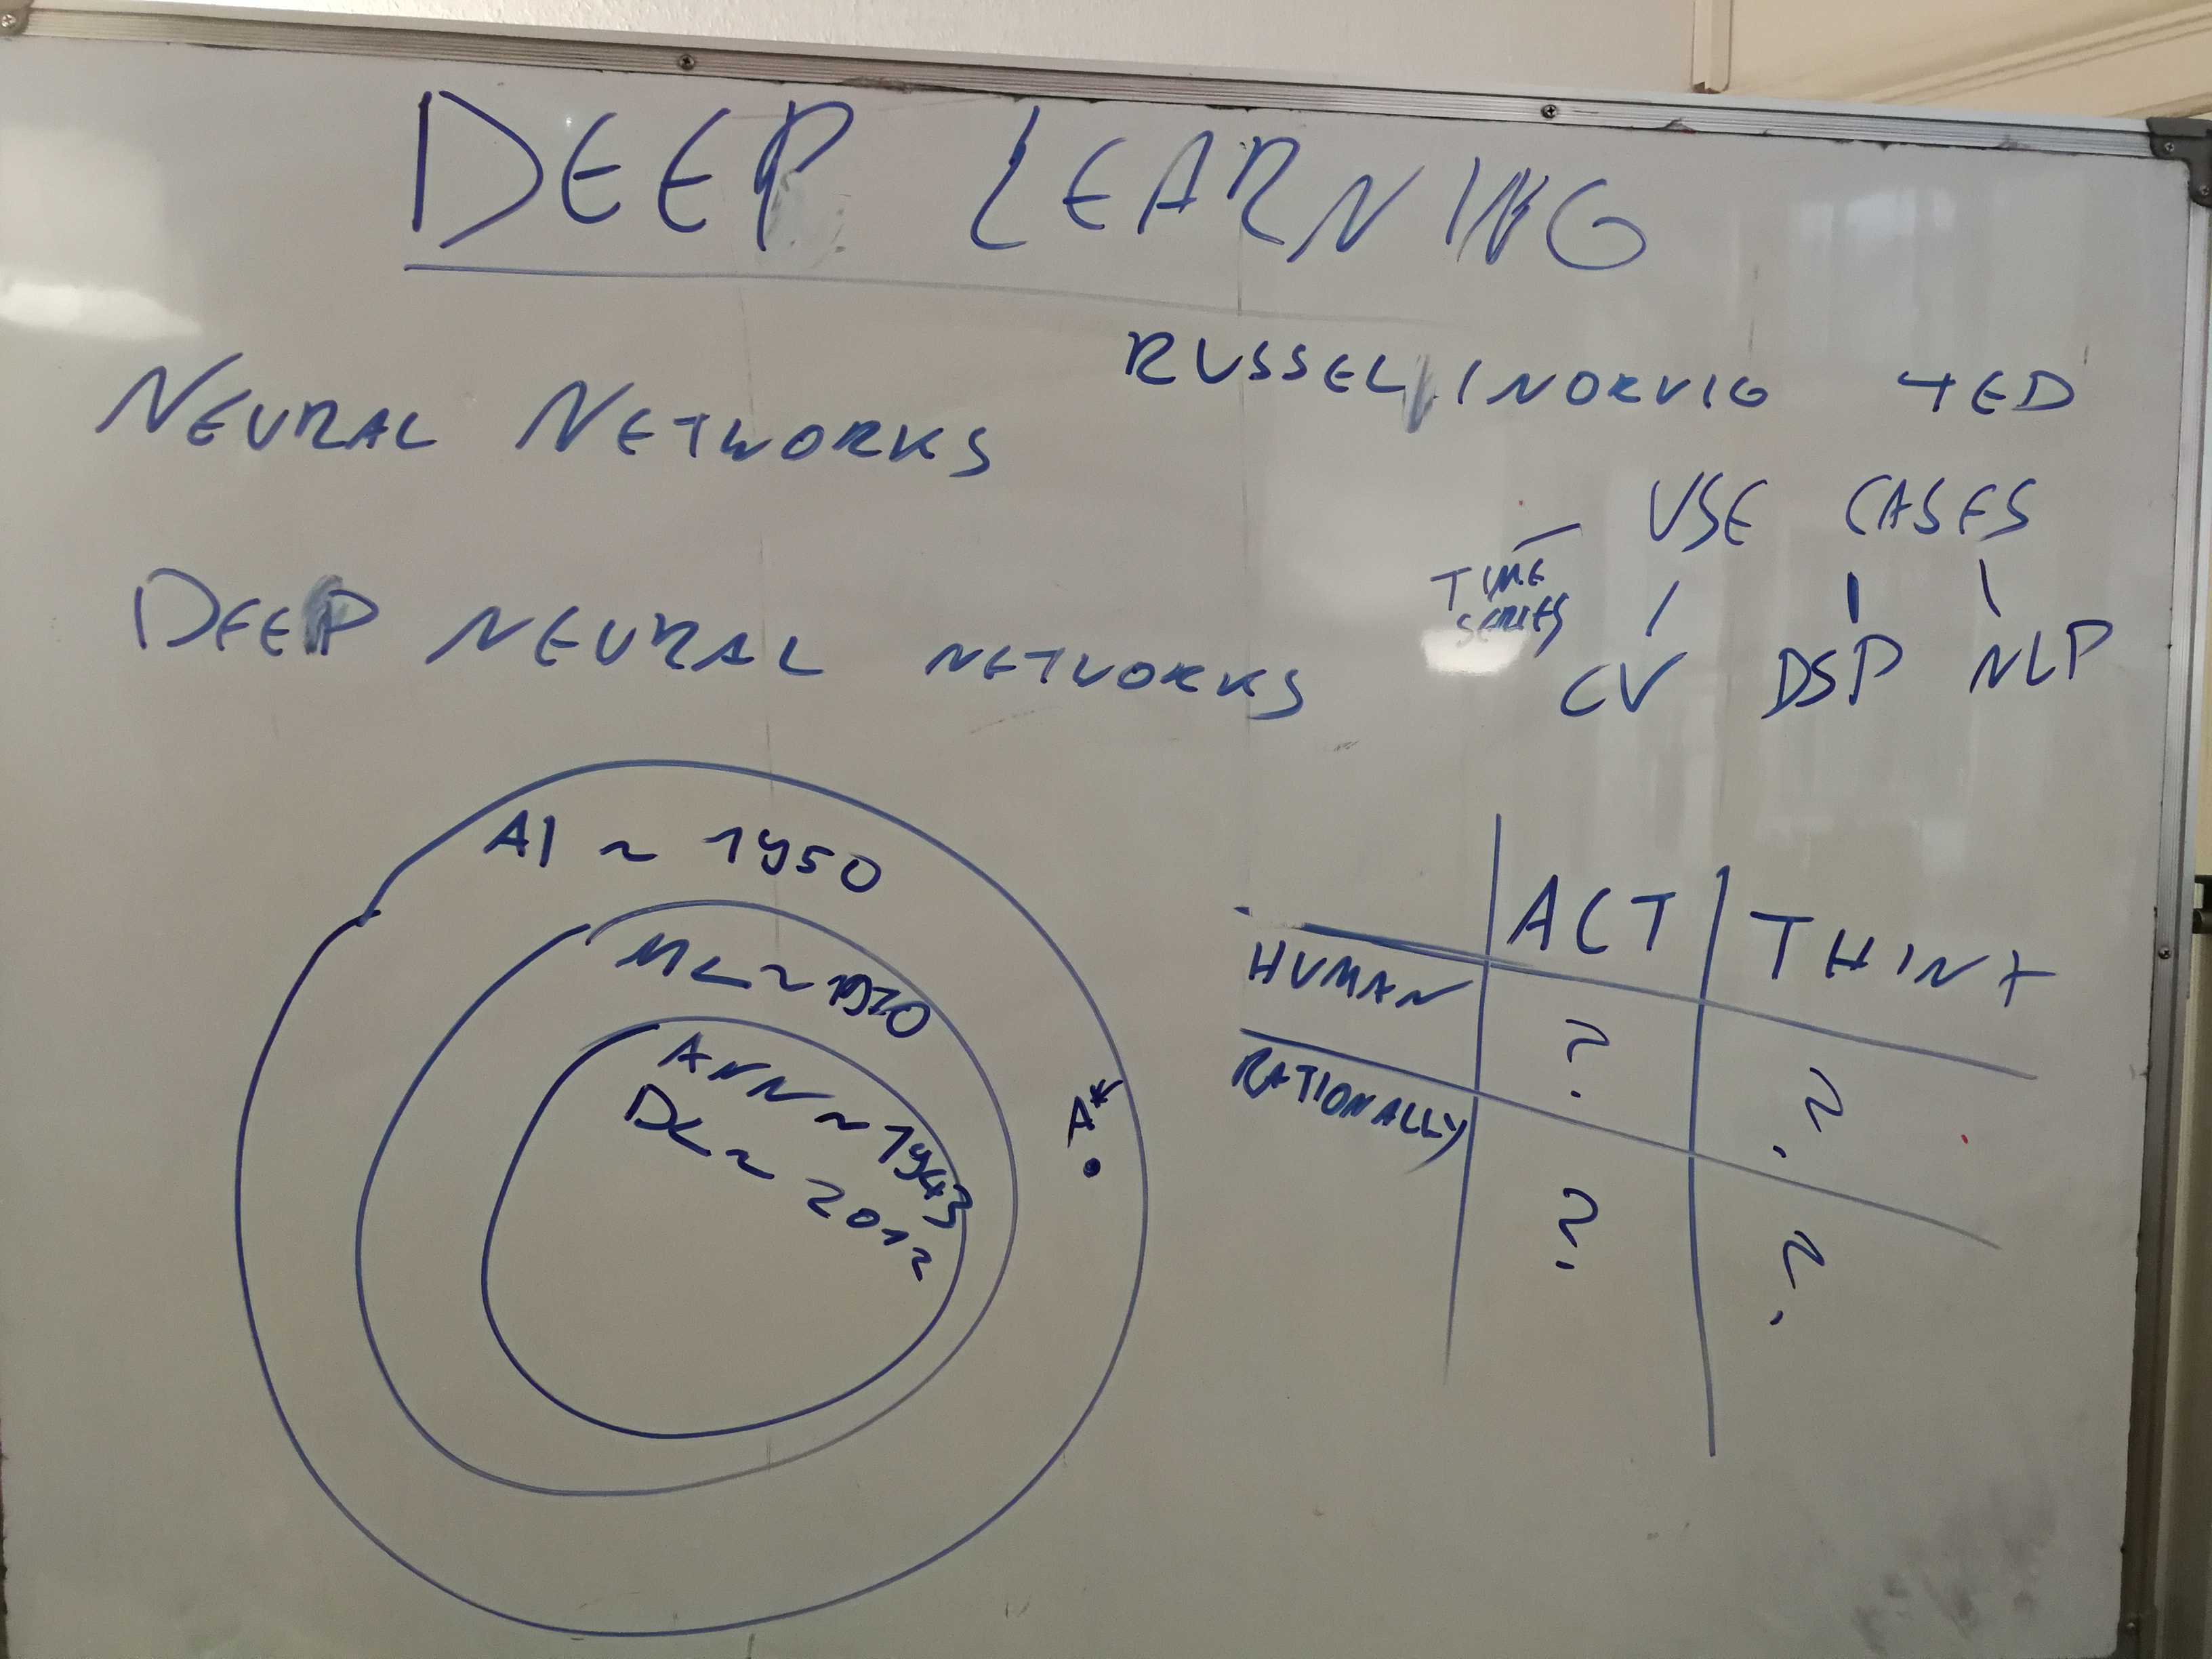 DEEP LEARNING
RUSSEL / NORVIG 4ED
NEURAL NETWORKS
USE CASES
TIME
SERIES
DEEP NEURAL NETWORKS
CV DSP NLP
AI ~ 1950
ML ~ 1970
ANN ~ 1943
DL ~ 2012
A*
ACT THINK
HUMAN ? ?
RATIONALLY ? ?